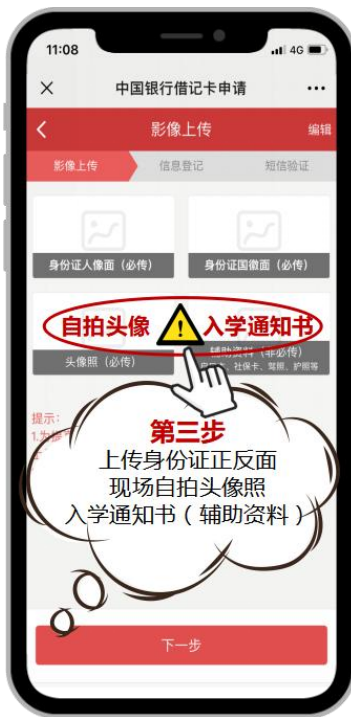 11:08
4G
中国银行借记卡申请
影像上传
编辑
影像上传
信息登记
短信验证
身份证人像面（必传）
身份证国徽面（必传）
自拍头像
入学通知书
头像照（必传）
辅助资料（非必传）
社保卡、驾照、护照等
提示：
第三步
上传身份证正反面
现场自拍头像照
入学通知书（辅助资料）
下一步